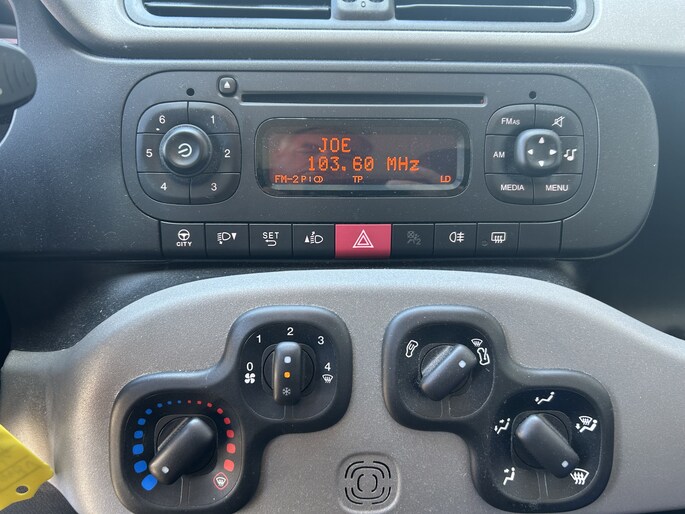 6 1
5 2
4 3
JOE
103.60 MHz
FM-2 TP LO
FMAS
AM
MEDIA MENU
CITY SET
0 1 2 3 4